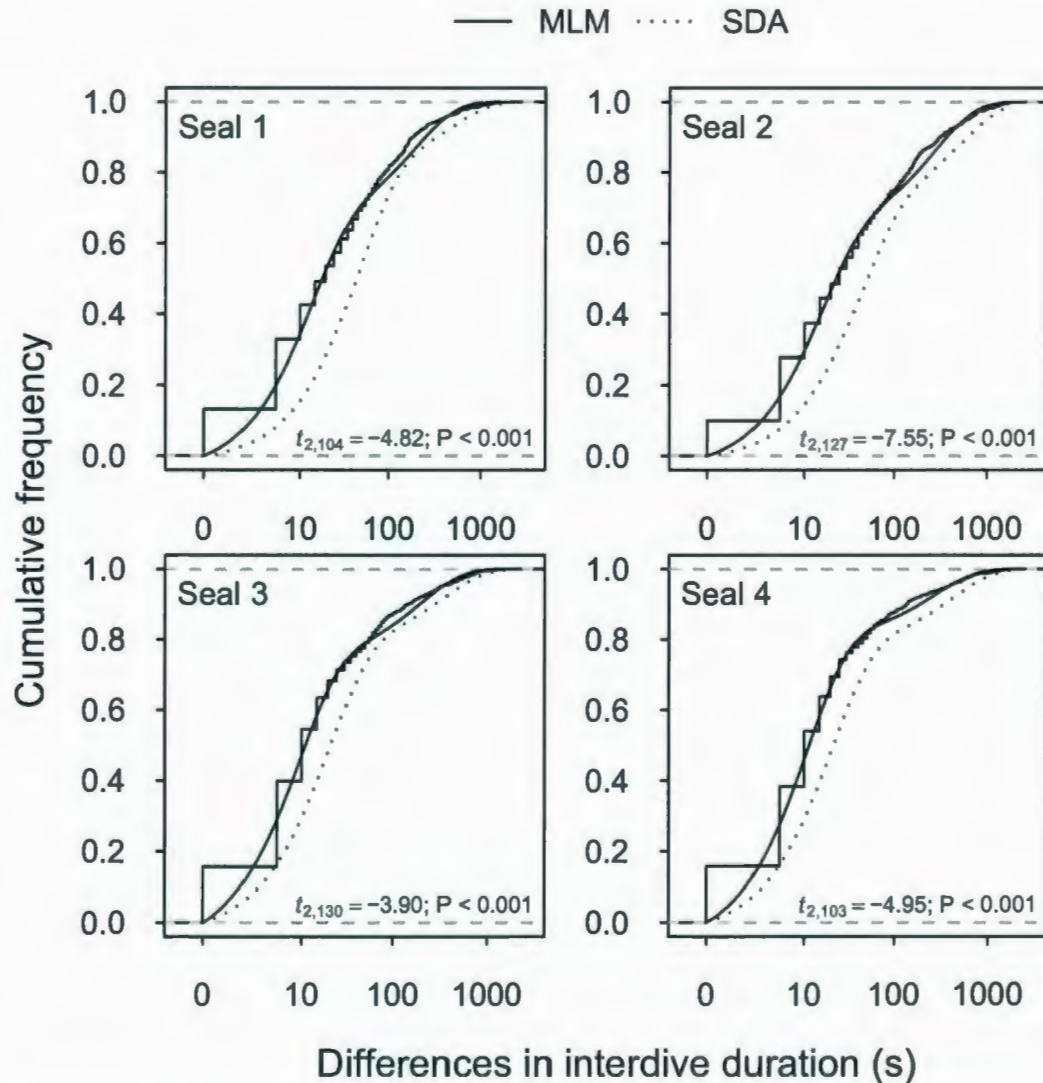 MLM SDA
Cumulative frequency
Seal 1
1.0
0.8
0.6
0.4
0.2
0.0
t2,104 = −4.82; P < 0.001
0 10 100 1000
Seal 2
1.0
0.8
0.6
0.4
0.2
0.0
t2,127 = −7.55; P < 0.001
0 10 100 1000
Seal 3
1.0
0.8
0.6
0.4
0.2
0.0
t2,130 = −3.90; P < 0.001
0 10 100 1000
Seal 4
1.0
0.8
0.6
0.4
0.2
0.0
t2,103 = −4.95; P < 0.001
0 10 100 1000
Differences in interdive duration (s)